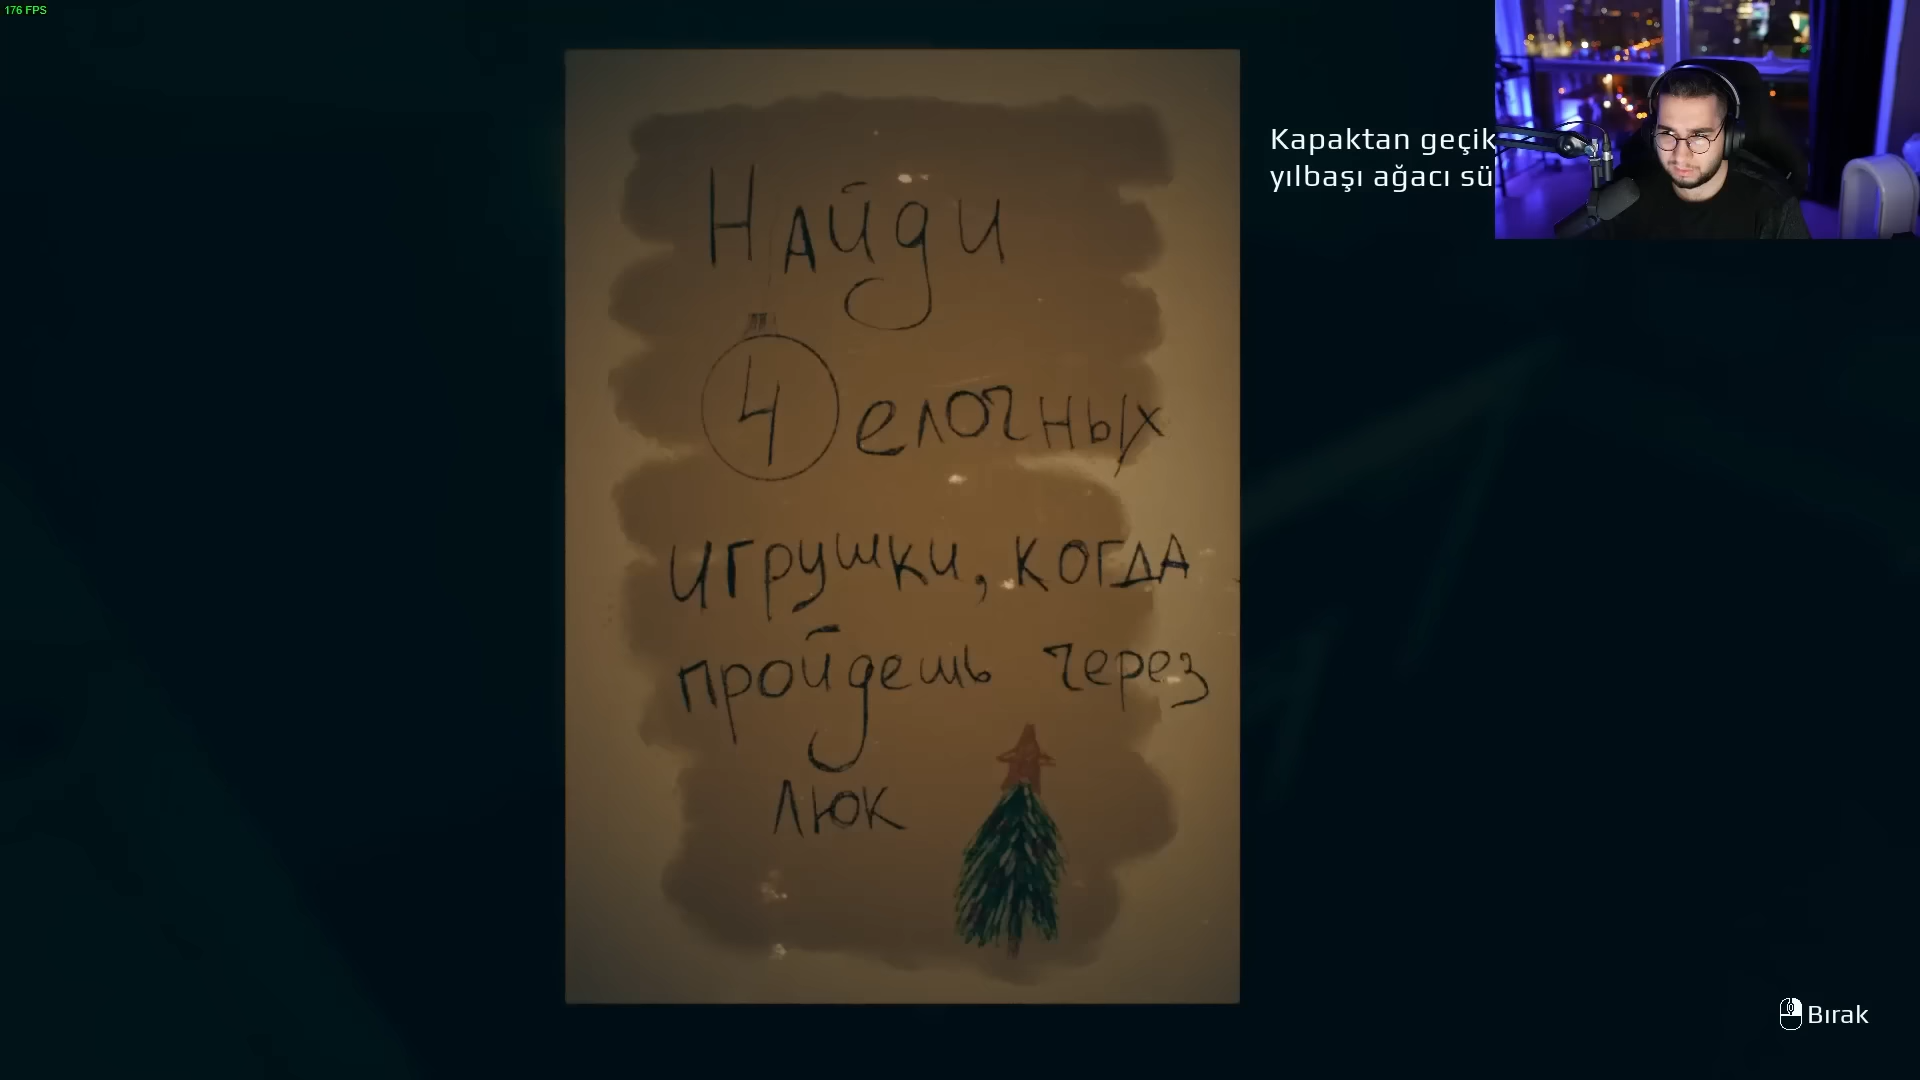 176 FPS
Найди
4 елочных
игрушки, когда
пройдешь через
люк
Kapaktan geçik
yılbaşı ağacı sü
Bırak